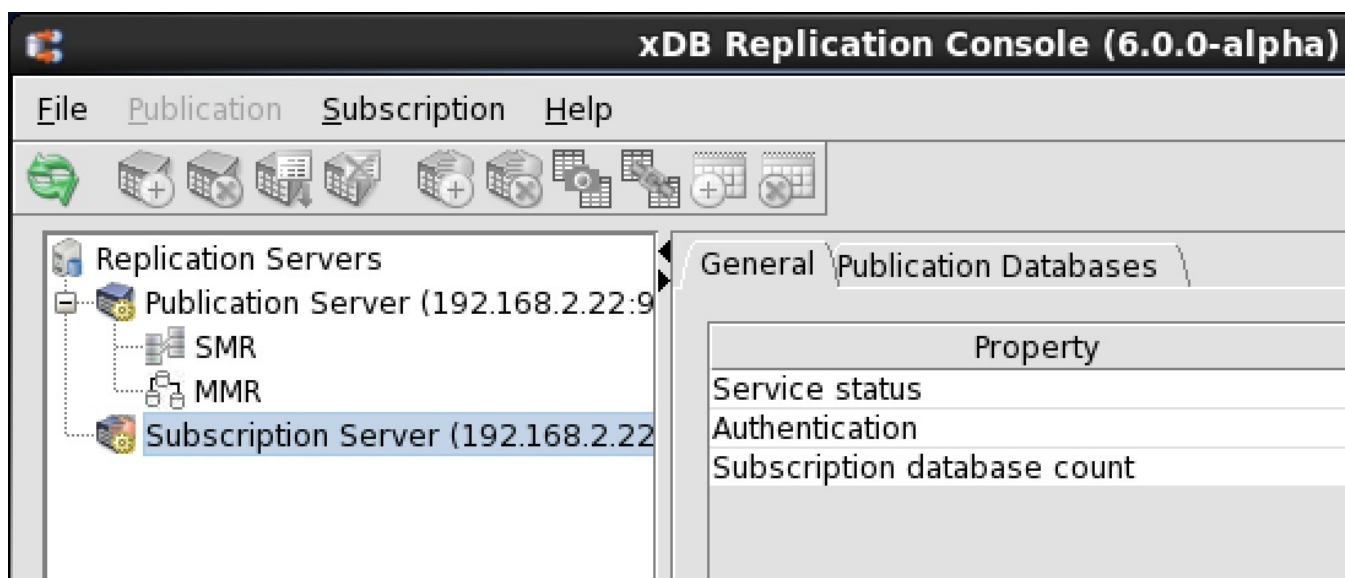 xDB Replication Console (6.0.0-alpha)
File Publication Subscription Help
Replication Servers
Publication Server (192.168.2.22:9
SMR
MMR
Subscription Server (192.168.2.22
General Publication Databases
Property
Service status
Authentication
Subscription database count